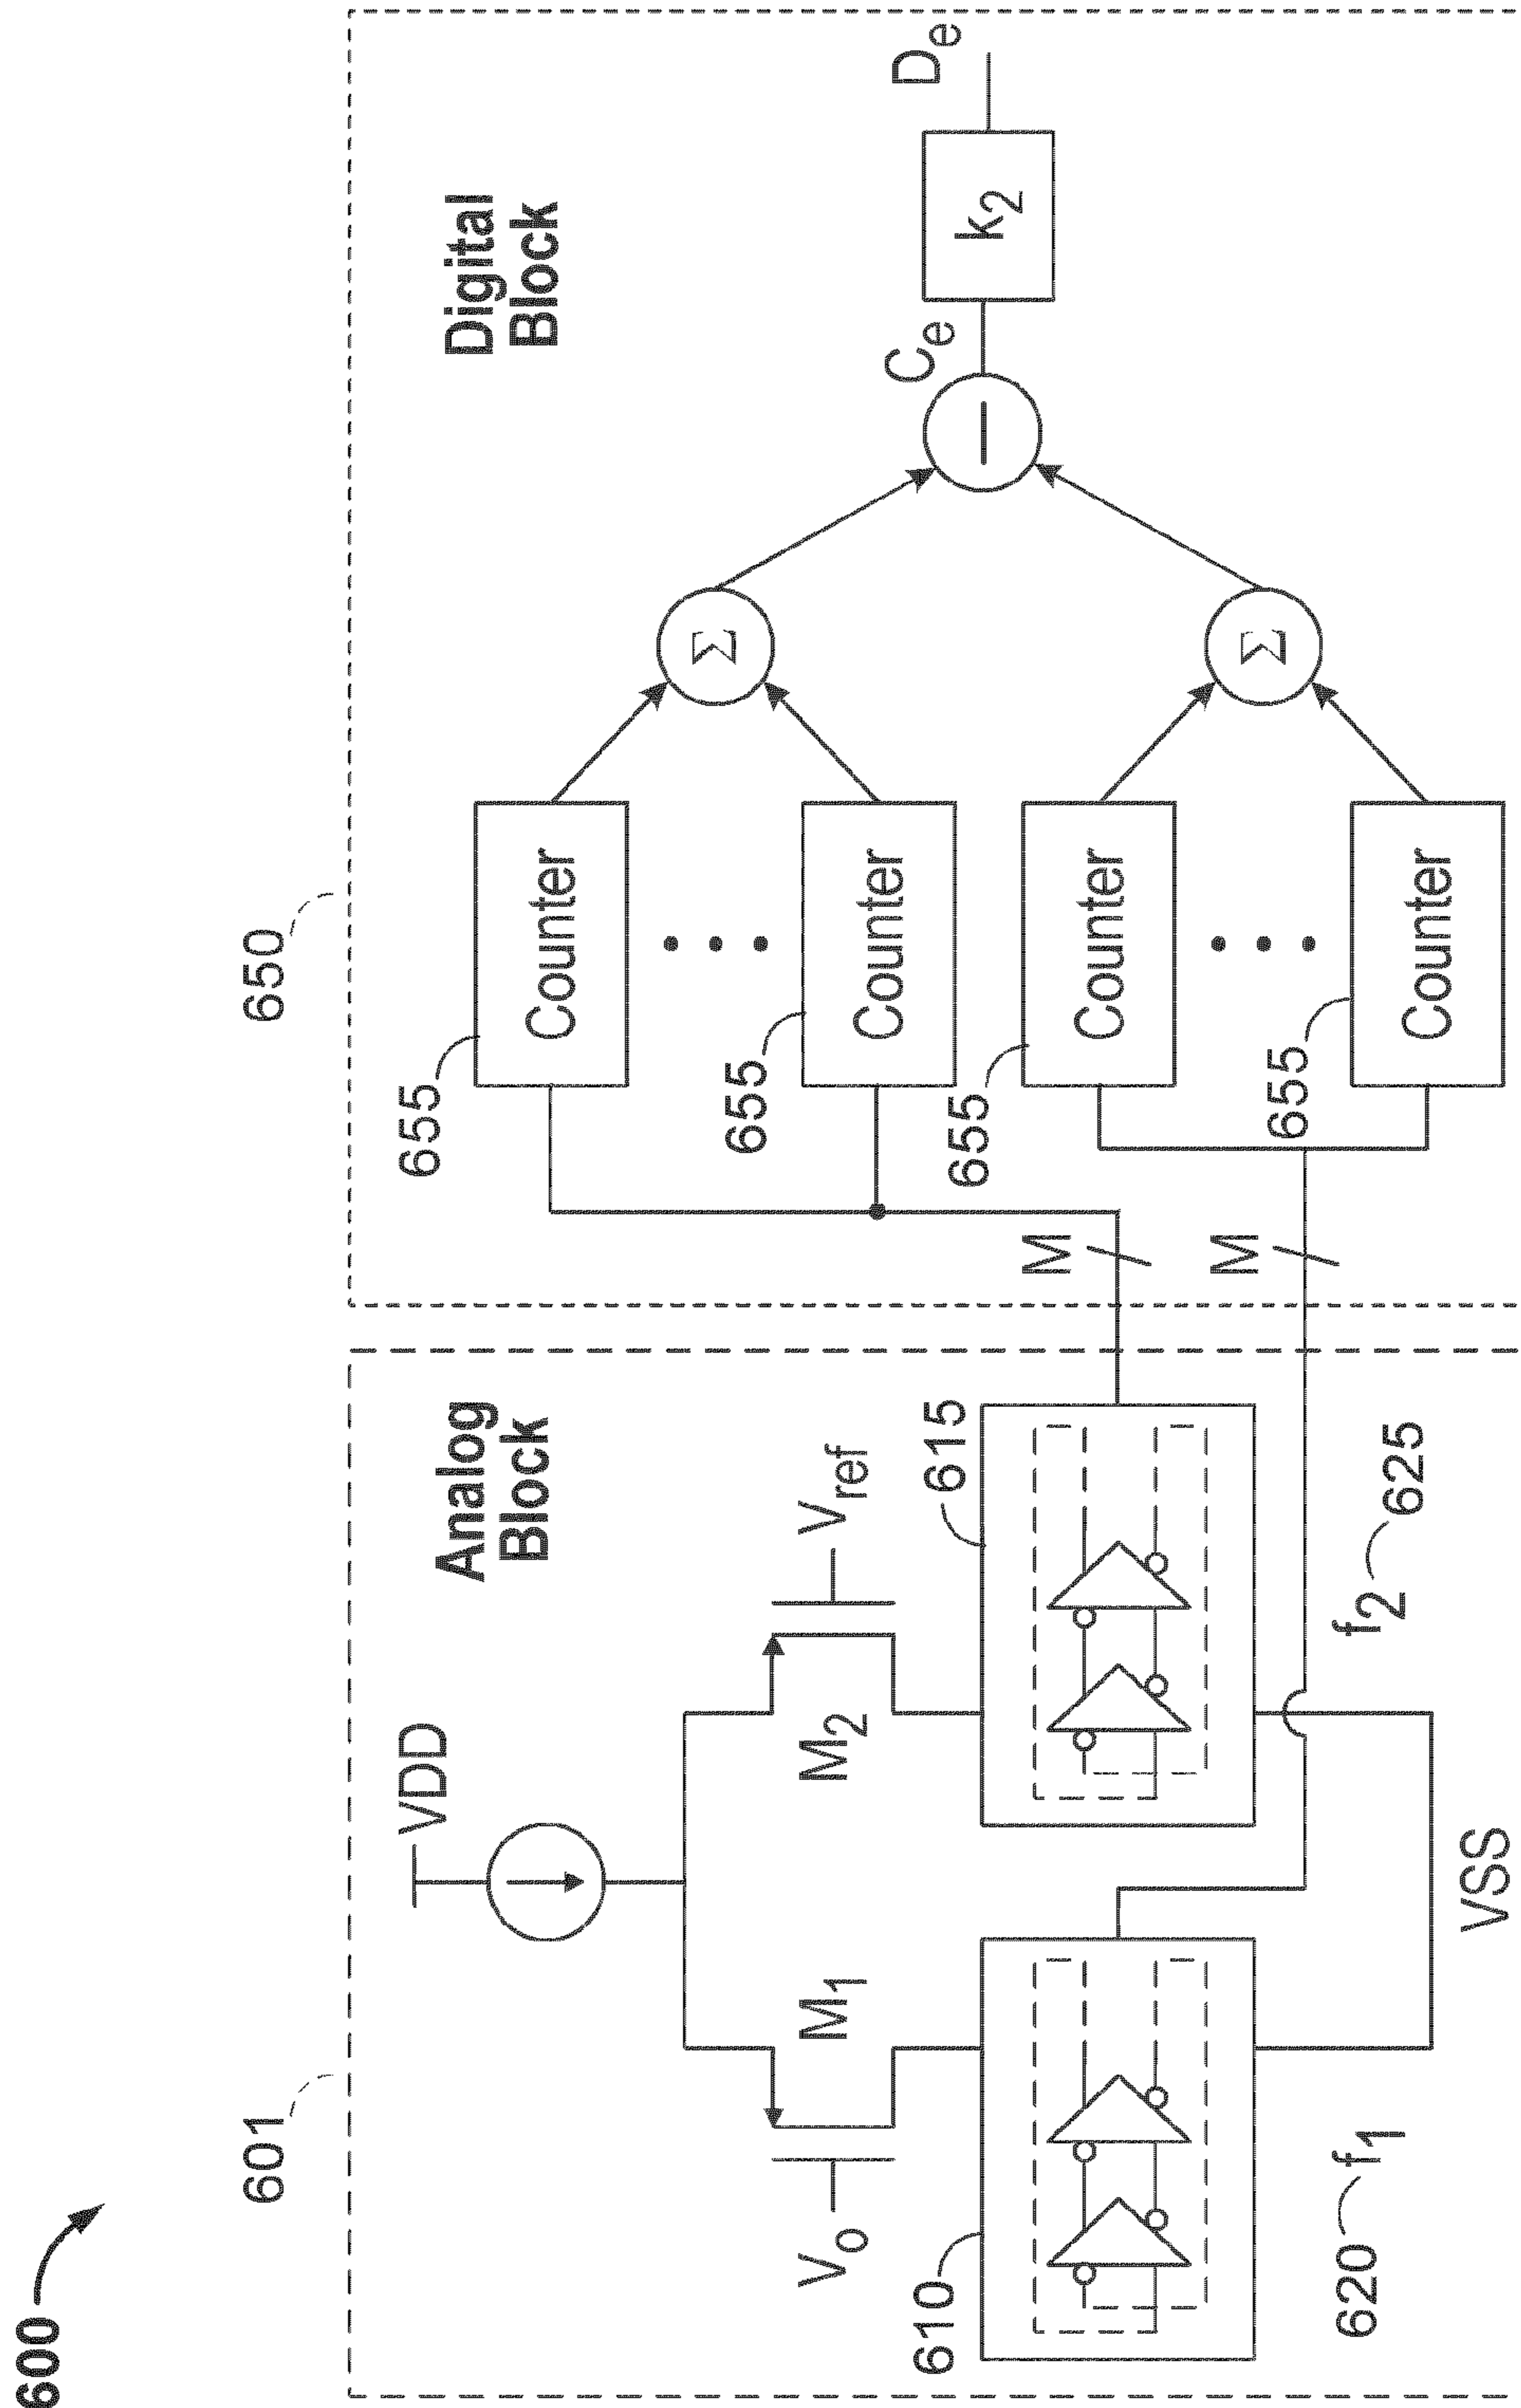 600
601
650
Analog
Block
Digital
Block
VDD
M1
M2
Vo
Vref
610
615
620 f1
f2 625
VSS
M
M
655
Counter
655
Counter
655
Counter
655
Counter
Σ
Σ
−
Ce
k2
De